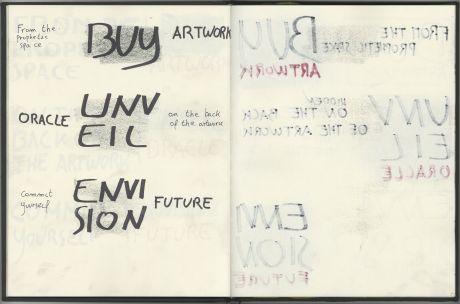 From the
Prophetic
Space
BUY
ARTWORK
ORACLE
UNV
EIL
on the back
of the artwork
Commit
yourself
ENVI
SION
FUTURE
FROM THE
PROPHETIC SPACE
BUY
ARTWORK
HIDDEN
ON THE BACK
OF THE ARTWORK
UNV
EIL
ORACLE
ENVI
SION
FUTURE